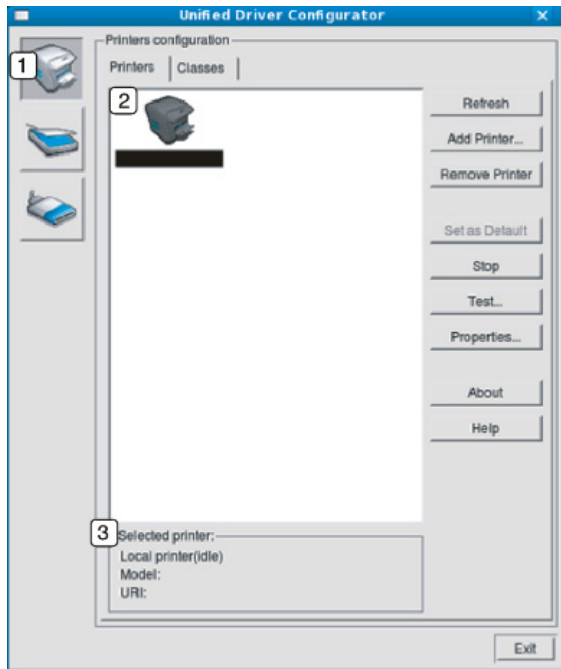 Unified Driver Configurator
Printers configuration
1
Printers Classes
2
Refresh
Add Printer...
Remove Printer
Set as Default
Stop
Test...
Properties...
About
Help
3
Selected printer:
Local printer(idle)
Model:
URI:
Exit